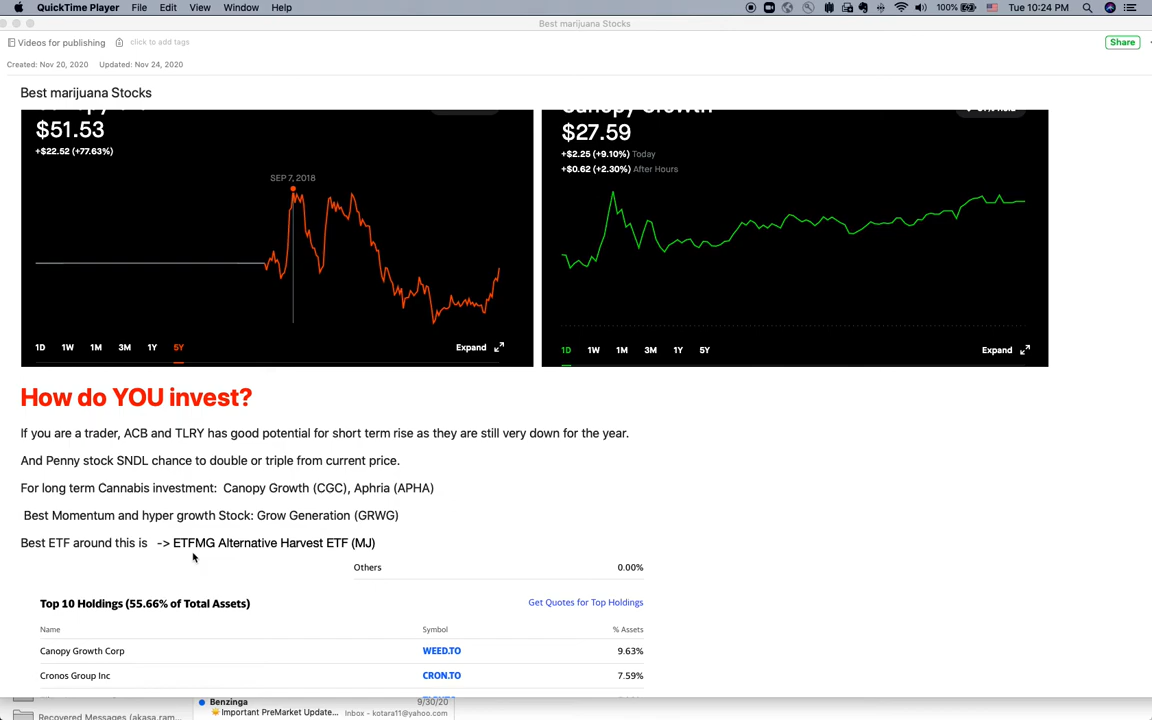 QuickTime Player File Edit View Window Help 100% Tue 10:24 PM
Best marijuana Stocks
Videos for publishing click to add tags Share
Created: Nov 20, 2020 Updated: Nov 24, 2020
Best marijuana Stocks
$51.53
+$22.52 (+77.63%)
SEP 7, 2018
1D 1W 1M 3M 1Y 5Y Expand
Canopy Growth
$27.59
+$2.25 (+9.10%) Today
+$0.62 (+2.30%) After Hours
1D 1W 1M 3M 1Y 5Y Expand
How do YOU invest?
If you are a trader, ACB and TLRY has good potential for short term rise as they are still very down for the year.
And Penny stock SNDL chance to double or triple from current price.
For long term Cannabis investment: Canopy Growth (CGC), Aphria (APHA)
Best Momentum and hyper growth Stock: Grow Generation (GRWG)
Best ETF around this is -> ETFMG Alternative Harvest ETF (MJ)
Others 0.00%
Top 10 Holdings (55.66% of Total Assets) Get Quotes for Top Holdings
Name Symbol % Assets
Canopy Growth Corp WEED.TO 9.63%
Cronos Group Inc CRON.TO 7.59%
Benzinga 9/30/20
Important PreMarket Update... Inbox - kotara11@yahoo.com
Recovered Messages (akasa.ram...